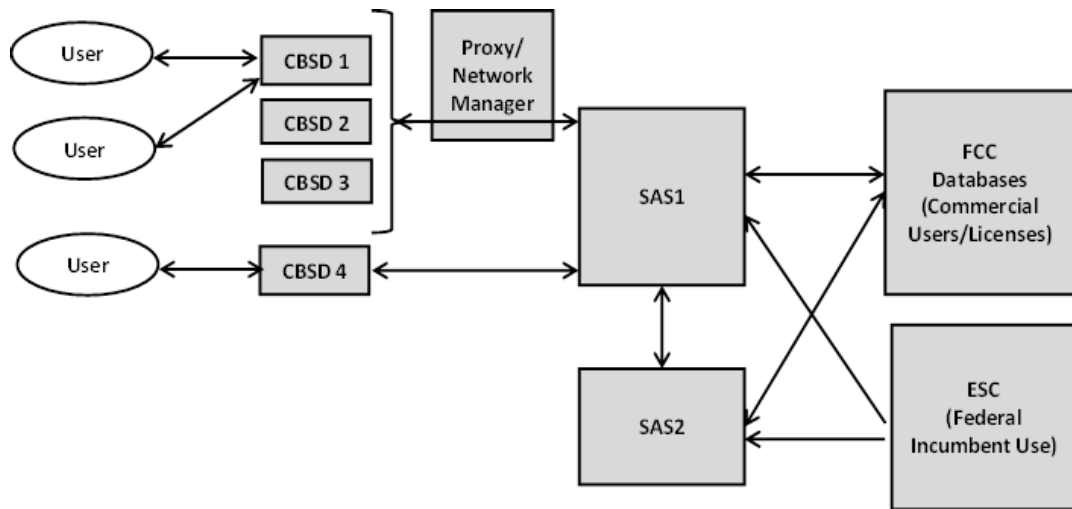 User
CBSD 1
Proxy/
Network
Manager
User
CBSD 2
CBSD 3
User
CBSD 4
SAS1
SAS2
FCC
Databases
(Commercial
Users/Licenses)
ESC
(Federal
Incumbent Use)